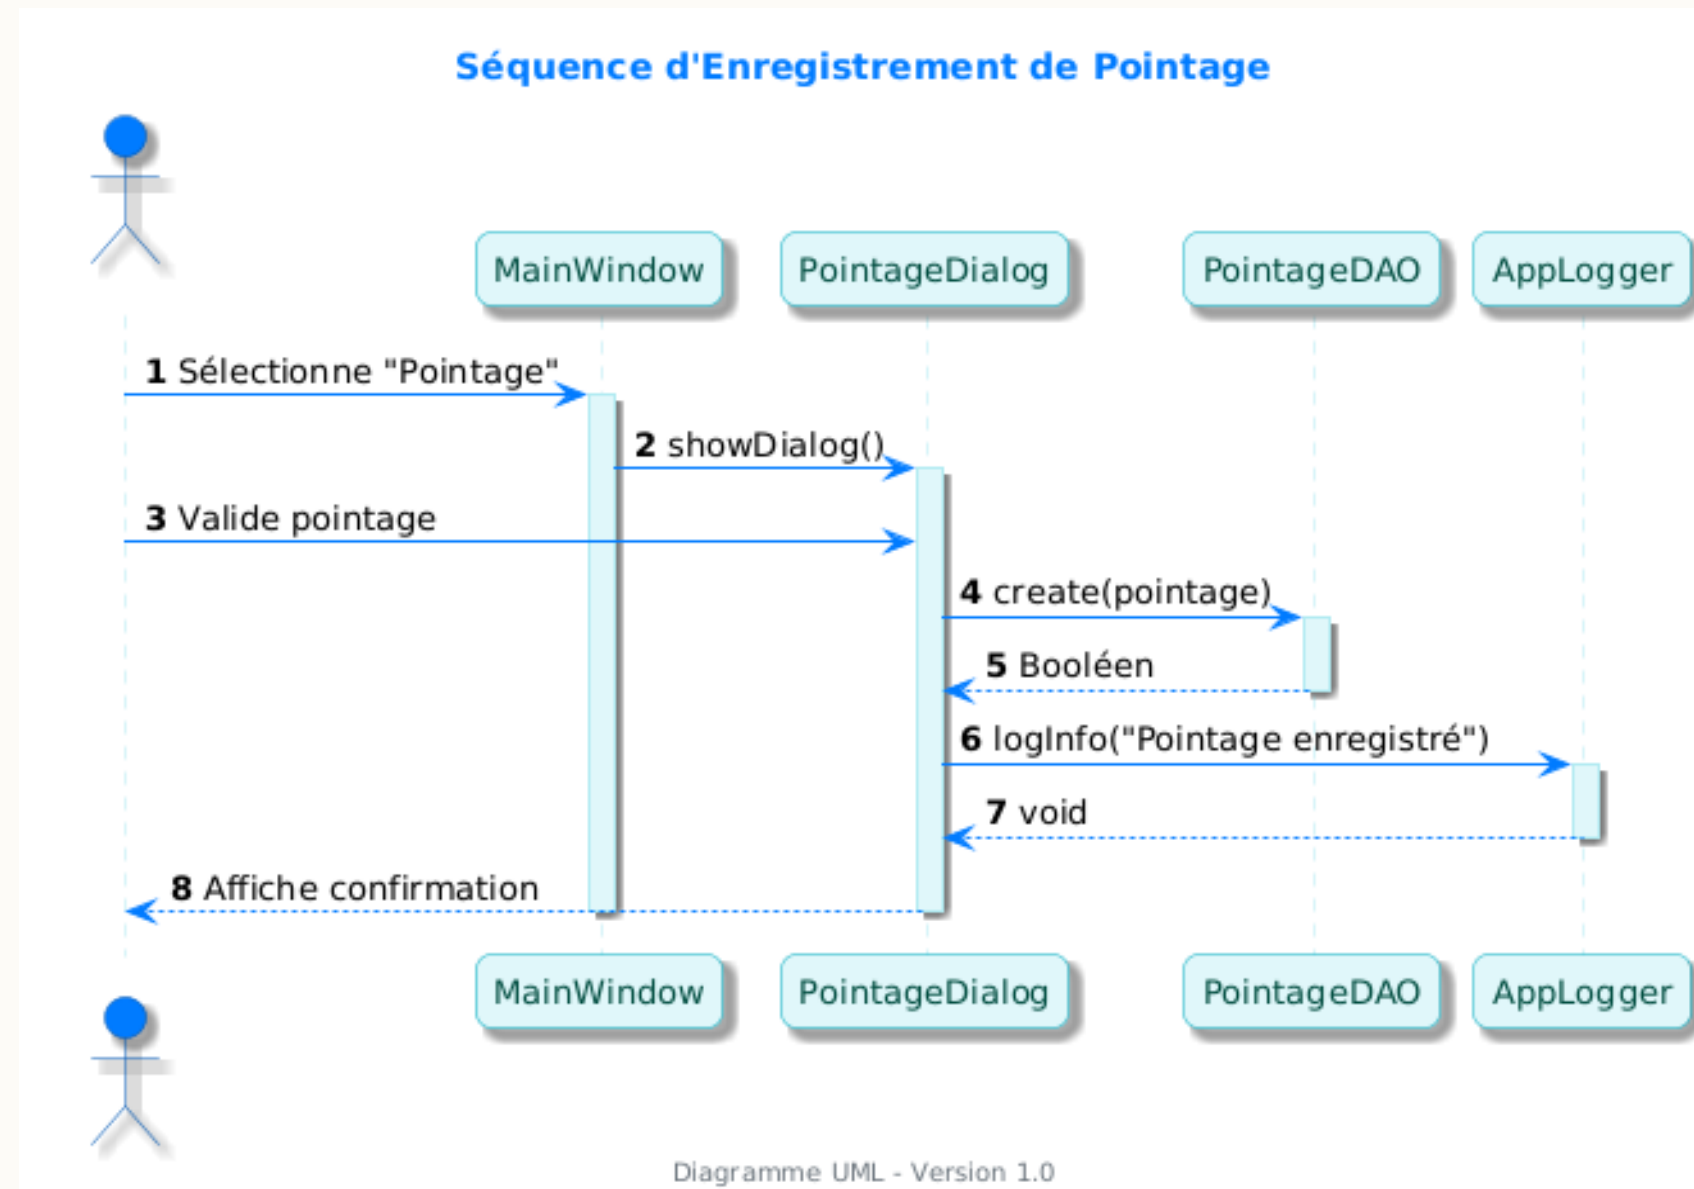 Séquence d'Enregistrement de Pointage
MainWindow
PointageDialog
PointageDAO
AppLogger
1 Sélectionne "Pointage"
2 showDialog()
3 Valide pointage
4 create(pointage)
5 Booléen
6 logInfo("Pointage enregistré")
7 void
8 Affiche confirmation
MainWindow
PointageDialog
PointageDAO
AppLogger
Diagramme UML - Version 1.0